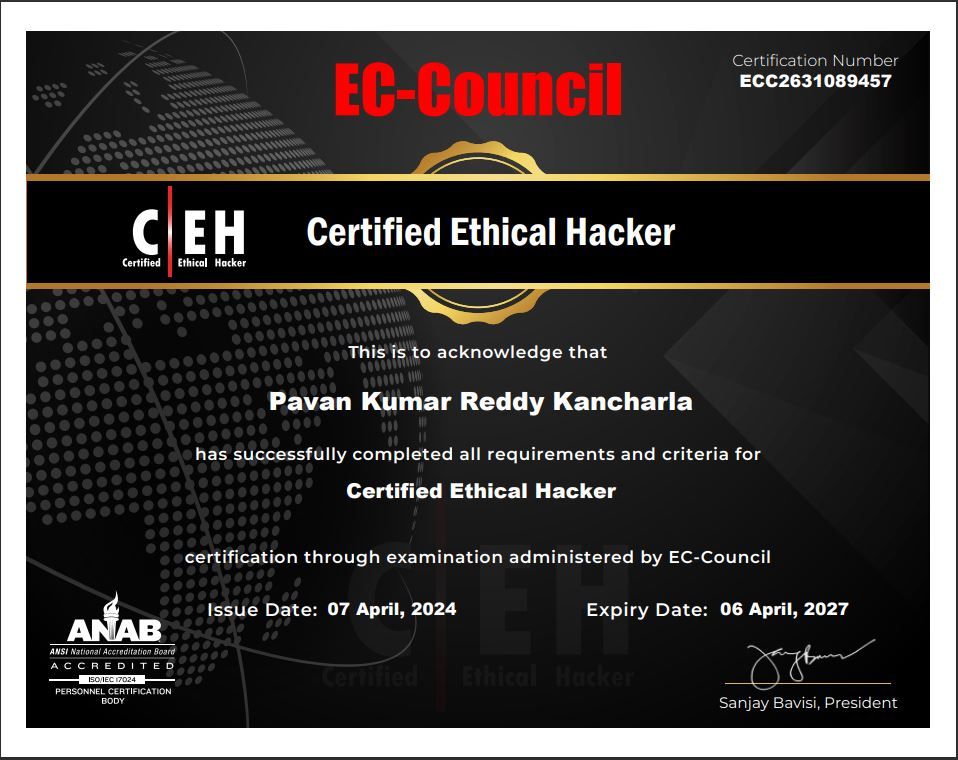 EC-Council
Certification Number
ECC2631089457
C EH
Certified Ethical Hacker
Certified Ethical Hacker
This is to acknowledge that
Pavan Kumar Reddy Kancharla
has successfully completed all requirements and criteria for
Certified Ethical Hacker
certification through examination administered by EC-Council
Issue Date: 07 April, 2024 Expiry Date: 06 April, 2027
C EH
Certified Ethical Hacker
ANAB
ANSI National Accreditation Board
ACCREDITED
ISO/IEC 17024
PERSONNEL CERTIFICATION
BODY
Sanjay Bavisi, President